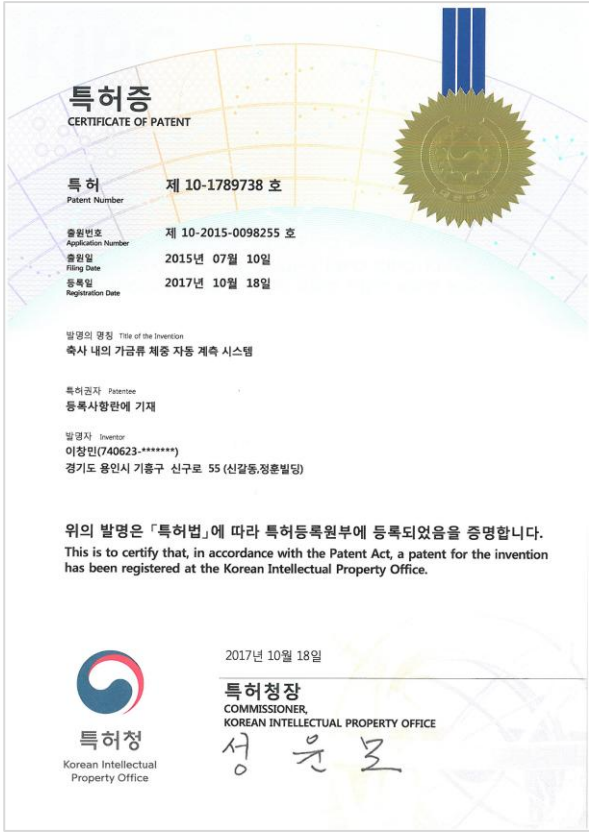 특허증
CERTIFICATE OF PATENT
특 허 제 10-1789738 호
Patent Number
출원번호 제 10-2015-0098255 호
Application Number
출원일 2015년 07월 10일
Filing Date
등록일 2017년 10월 18일
Registration Date
발명의 명칭 Title of the Invention
축사 내의 가금류 체중 자동 계측 시스템
특허권자 Patentee
등록사항란에 기재
발명자 Inventor
이창민(740623-*******)
경기도 용인시 기흥구 신구로 55 (신갈동,정훈빌딩)
위의 발명은 「특허법」에 따라 특허등록원부에 등록되었음을 증명합니다.
This is to certify that, in accordance with the Patent Act, a patent for the invention
has been registered at the Korean Intellectual Property Office.
2017년 10월 18일
특허청장
COMMISSIONER,
KOREAN INTELLECTUAL PROPERTY OFFICE
성 윤 모
특허청
Korean Intellectual
Property Office